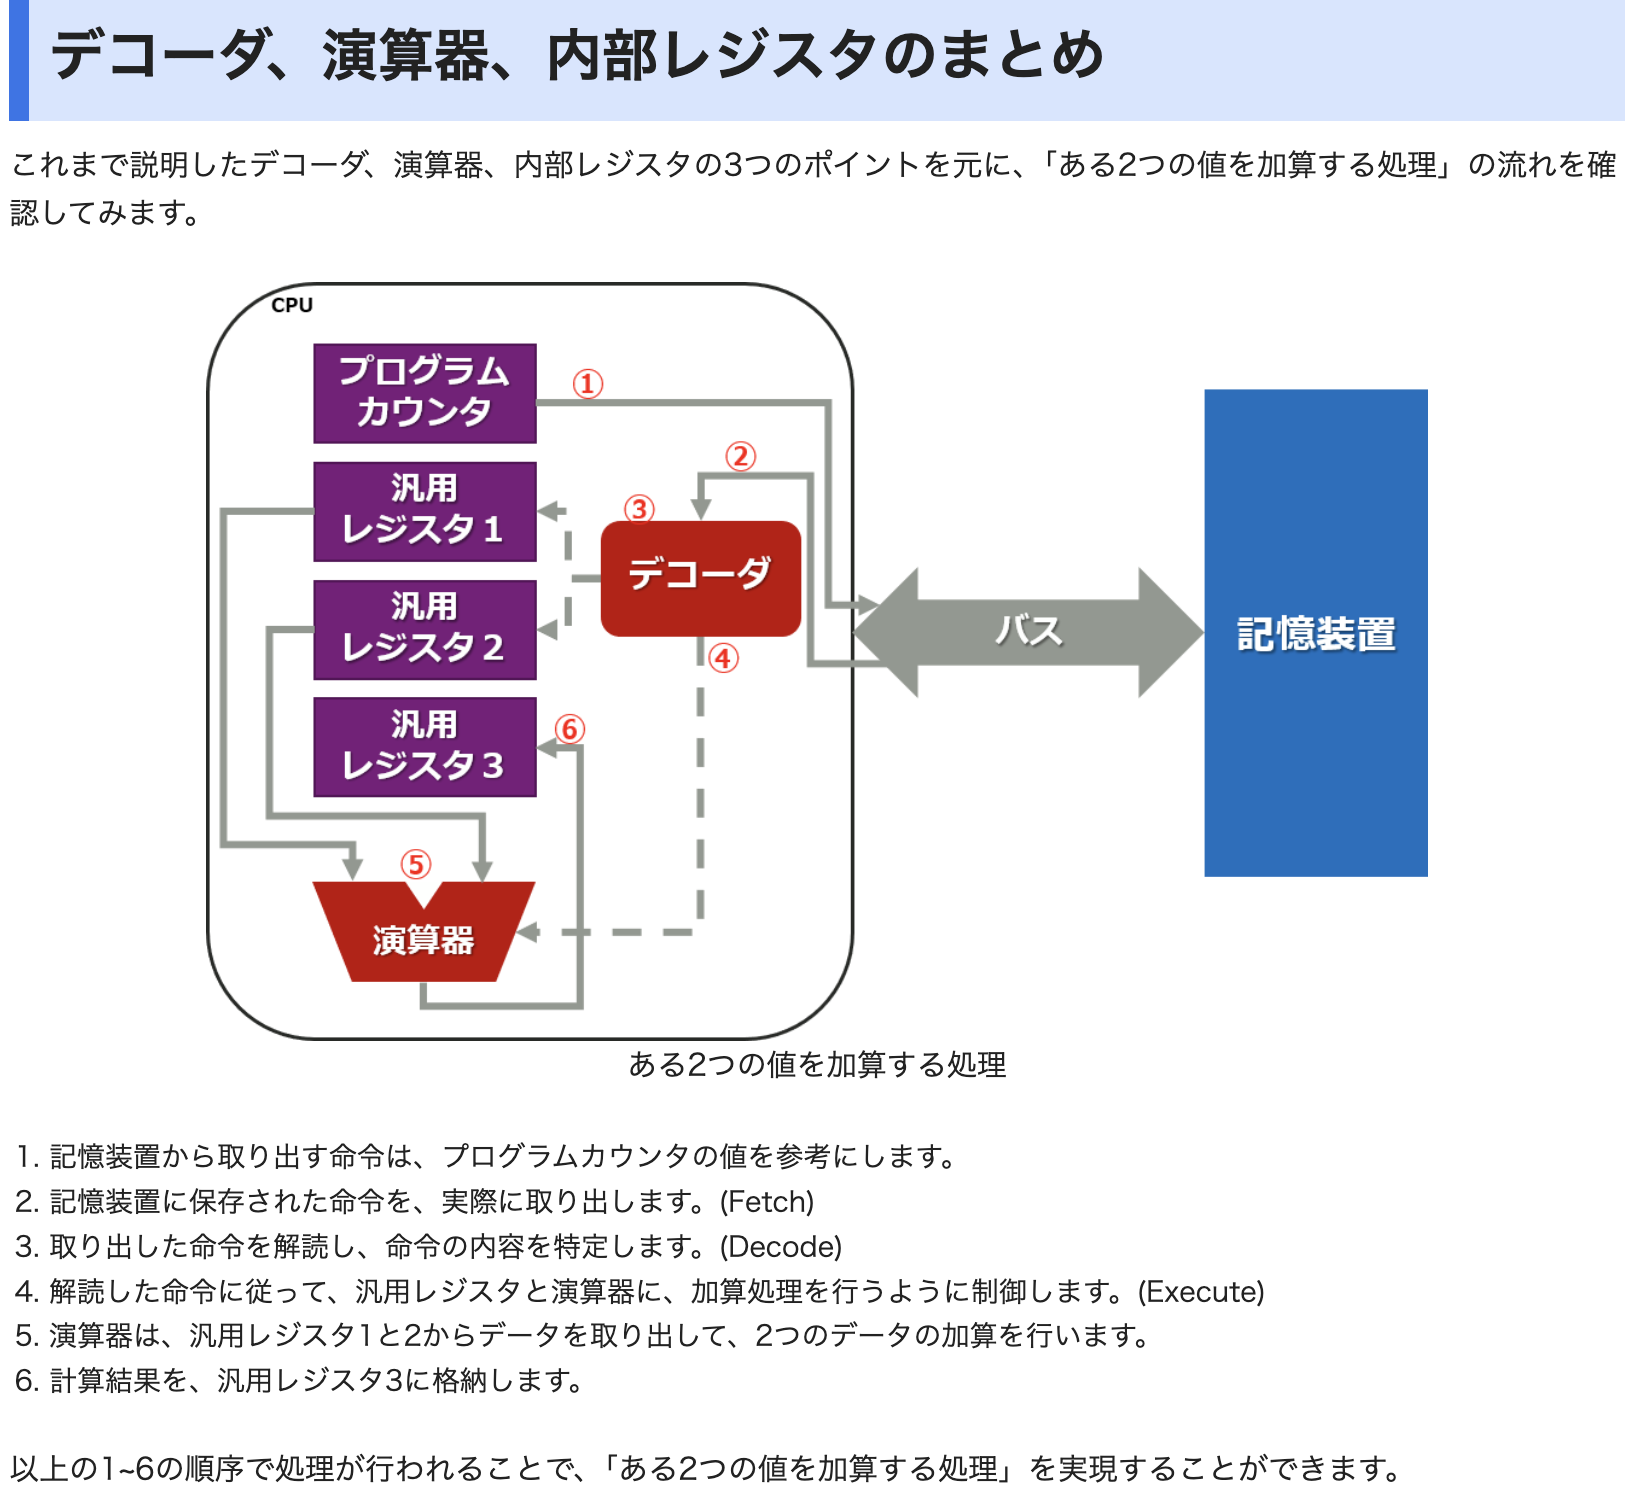 デコーダ、演算器、内部レジスタのまとめ
これまで説明したデコーダ、演算器、内部レジスタの3つのポイントを元に、「ある2つの値を加算する処理」の流れを確
認してみます。
CPU
プログラム
カウンタ
①
②
汎用
レジスタ1
③
デコーダ
汎用
レジスタ2
④
バス
記憶装置
汎用
レジスタ3
⑥
⑤
演算器
ある2つの値を加算する処理
1. 記憶装置から取り出す命令は、プログラムカウンタの値を参考にします。
2. 記憶装置に保存された命令を、実際に取り出します。(Fetch)
3. 取り出した命令を解読し、命令の内容を特定します。(Decode)
4. 解読した命令に従って、汎用レジスタと演算器に、加算処理を行うように制御します。(Execute)
5. 演算器は、汎用レジスタ1と2からデータを取り出して、2つのデータの加算を行います。
6. 計算結果を、汎用レジスタ3に格納します。
以上の1~6の順序で処理が行われることで、「ある2つの値を加算する処理」を実現することができます。